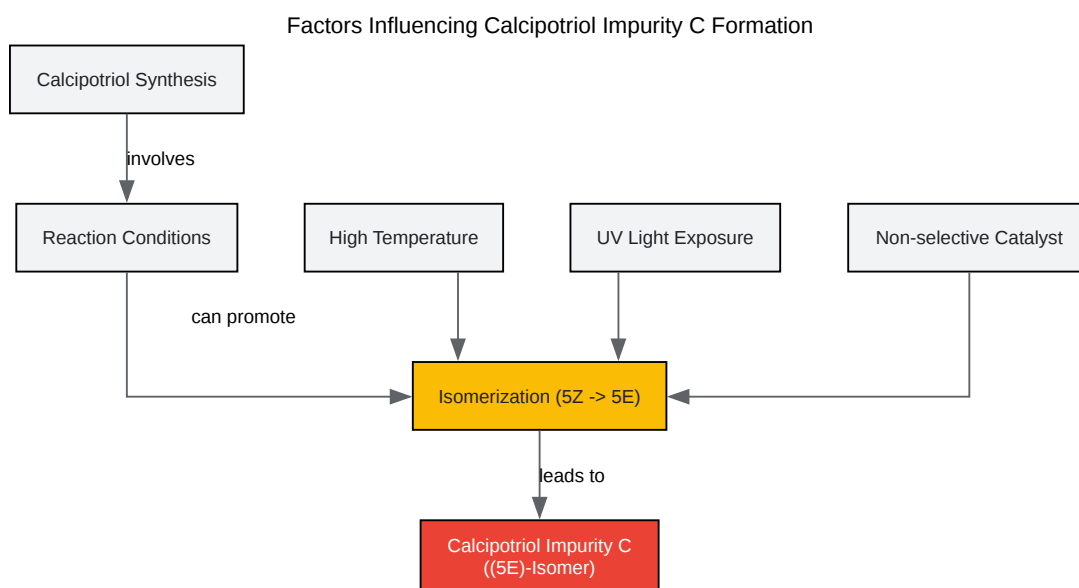 Factors Influencing Calcipotriol Impurity C Formation
Calcipotriol Synthesis
involves
Reaction Conditions
High Temperature
UV Light Exposure
Non-selective Catalyst
can promote
Isomerization (5Z -> 5E)
leads to
Calcipotriol Impurity C
((5E)-Isomer)